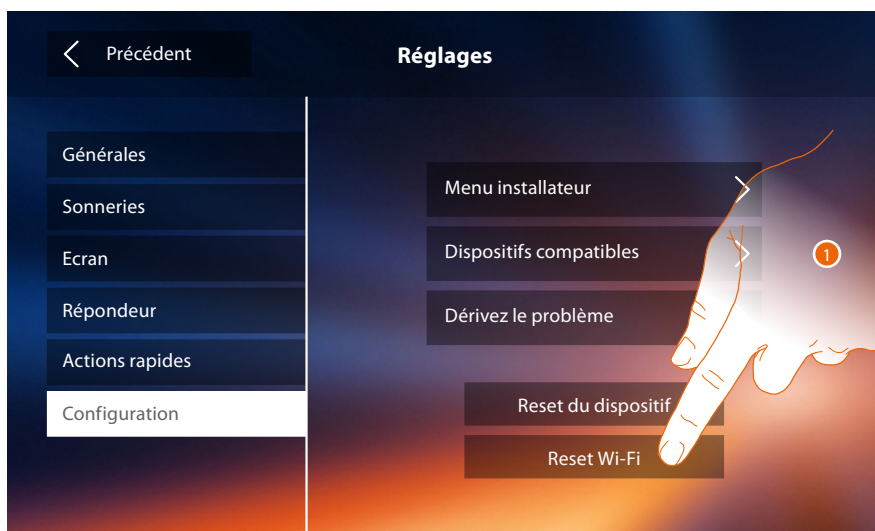 Précédent
Réglages
Générales
Sonneries
Ecran
Répondeur
Actions rapides
Configuration
Menu installateur
Dispositifs compatibles
1
Dérivez le problème
Reset du dispositif
Reset Wi-Fi